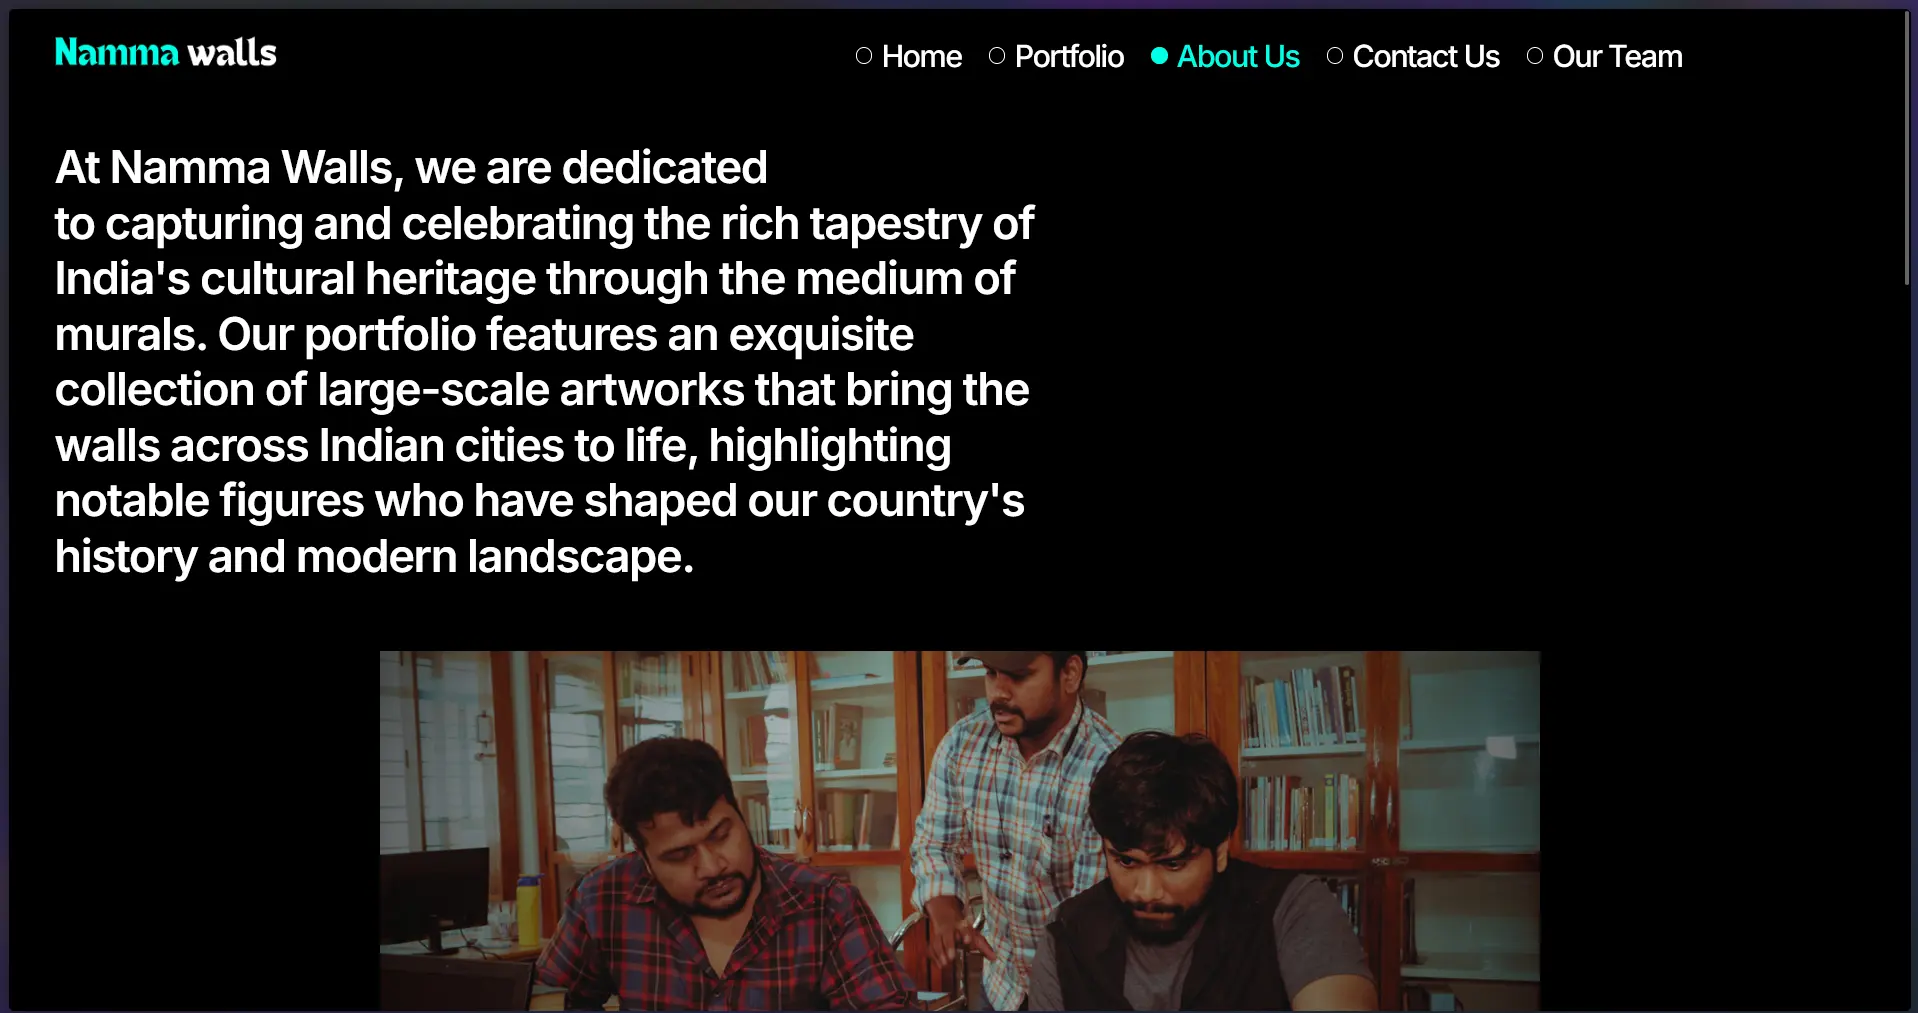 Namma walls
Home Portfolio About Us Contact Us Our Team
At Namma Walls, we are dedicated
to capturing and celebrating the rich tapestry of
India's cultural heritage through the medium of
murals. Our portfolio features an exquisite
collection of large-scale artworks that bring the
walls across Indian cities to life, highlighting
notable figures who have shaped our country's
history and modern landscape.